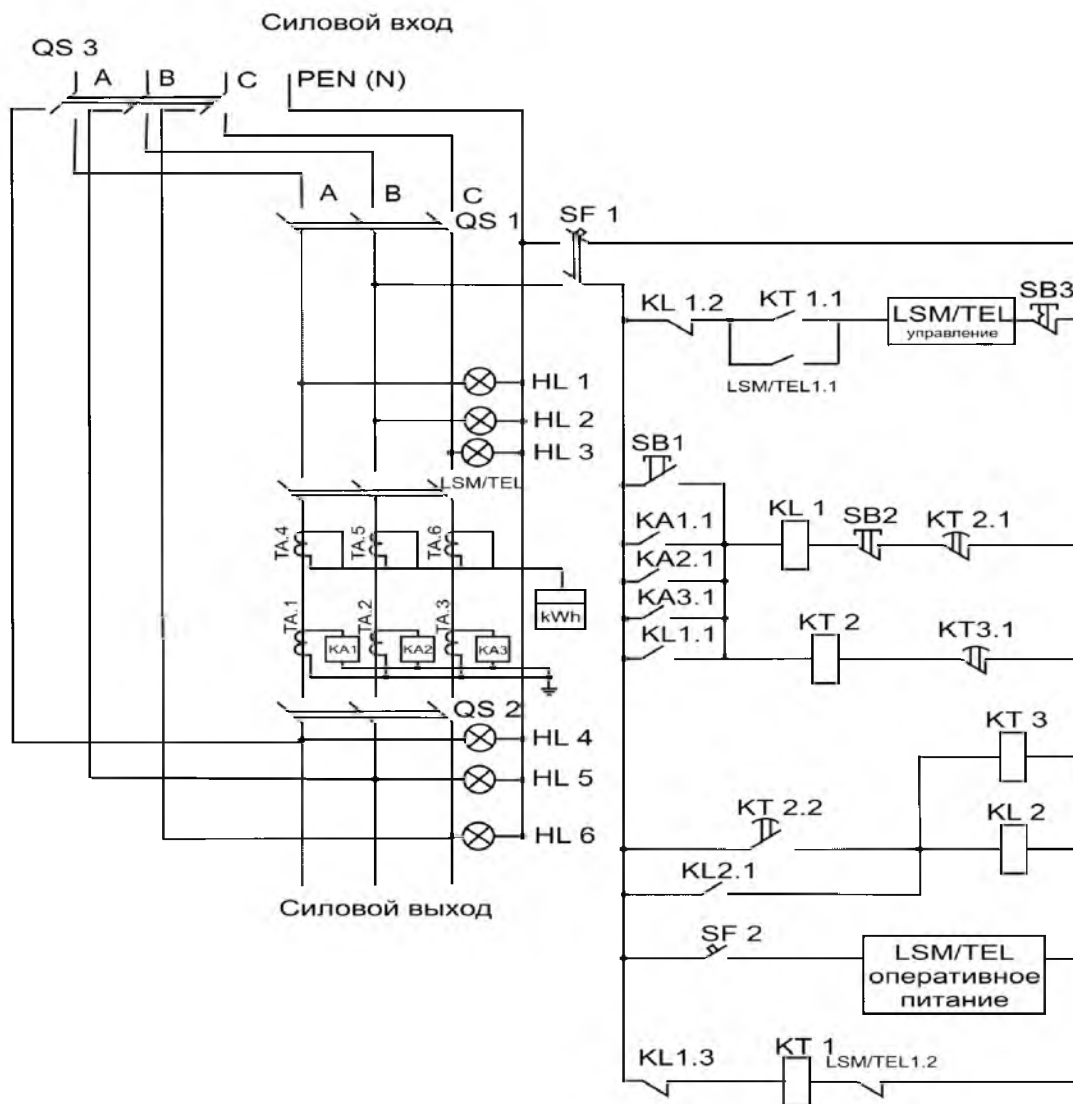 Силовой вход
QS 3
A B C PEN (N)
A B C
QS 1
SF 1
KL 1.2
KT 1.1
LSM/TEL
управление
SB3
LSM/TEL1.1
HL 1
HL 2
HL 3
LSM/TEL
SB1
TA.4 TA.5 TA.6
KA1.1
KL 1
SB2
KT 2.1
KA2.1
kWh
KA3.1
TA.1 TA.2 TA.3
KA1 KA2 KA3
KL1.1
KT 2
KT3.1
QS 2
HL 4
KT 3
HL 5
KT 2.2
KL 2
HL 6
KL2.1
Силовой выход
SF 2
LSM/TEL
оперативное
питание
KL1.3
KT 1
LSM/TEL1.2